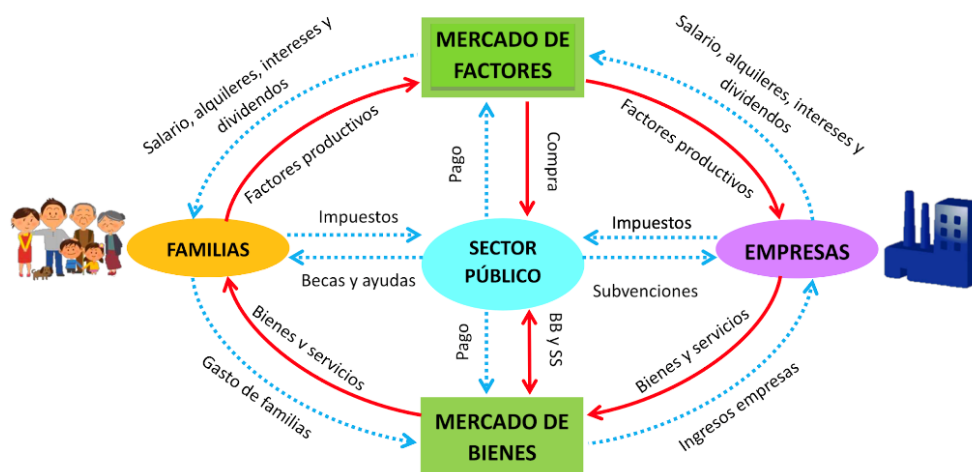 MERCADO DE
FACTORES
Salario, alquileres, intereses y
dividendos
Salario, alquileres, intereses y
dividendos
Factores productivos
Factores productivos
Pago
Compra
Impuestos
Impuestos
FAMILIAS
SECTOR
PÚBLICO
EMPRESAS
Becas y ayudas
Subvenciones
Bienes v servicios
Pago
BB y SS
Bienes y servicios
Gasto de familias
Ingresos empresas
MERCADO DE
BIENES